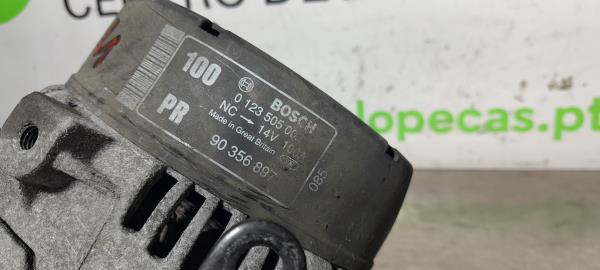 100
PR
BOSCH
0 123 505 00
NC → 14V 100A
Made in Great Britain
90 356 897
085
lopecas.pt